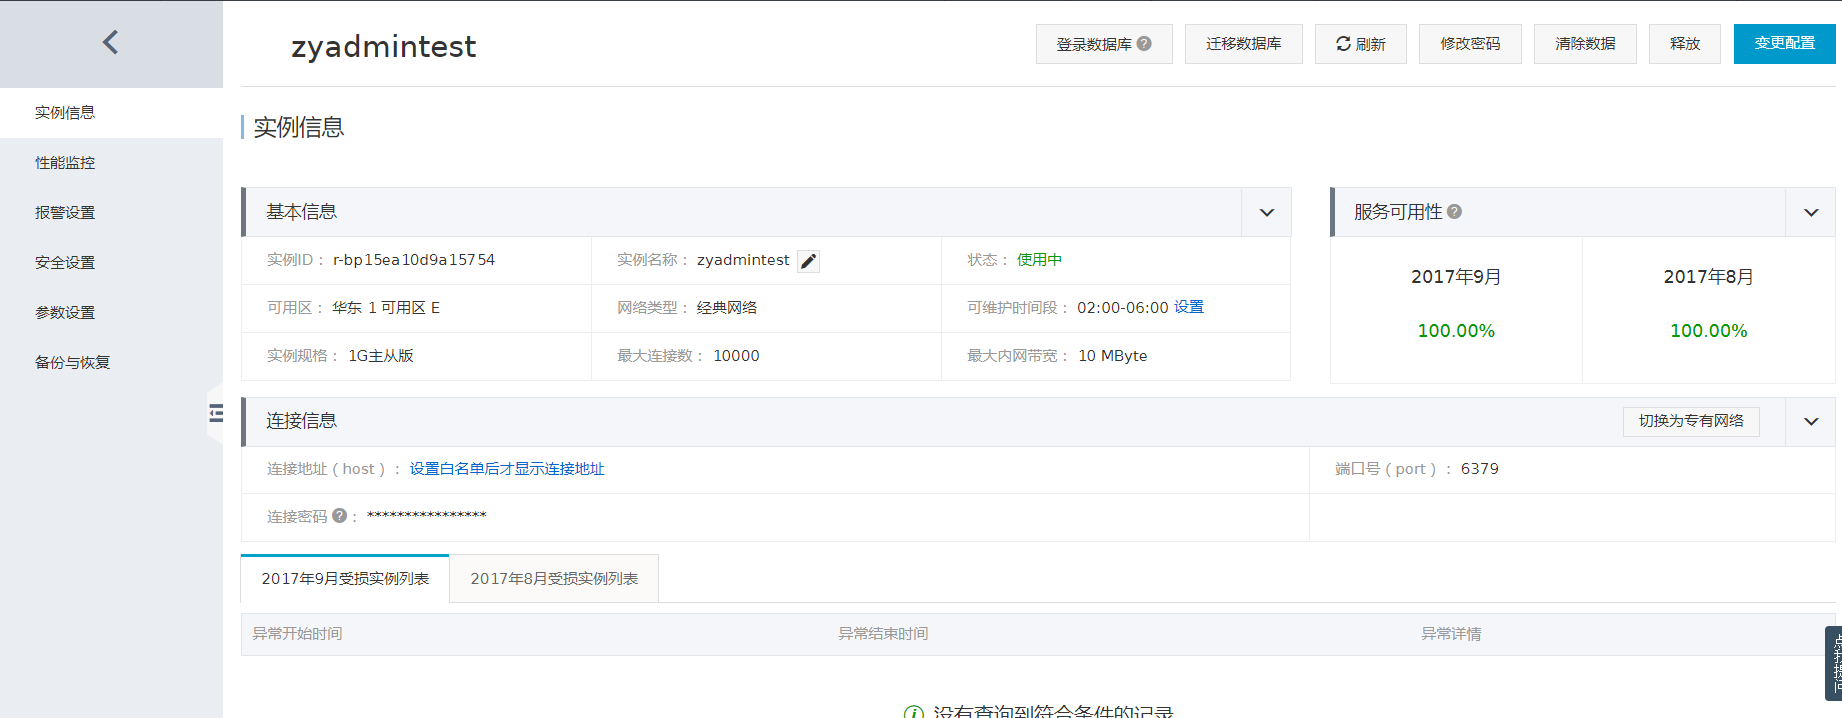 zyadmintest
登录数据库
迁移数据库
刷新
修改密码
清除数据
释放
变更配置
实例信息
性能监控
报警设置
安全设置
参数设置
备份与恢复
实例信息
基本信息
实例ID： r-bp15ea10d9a15754
实例名称： zyadmintest
状态： 使用中
可用区： 华东 1 可用区 E
网络类型： 经典网络
可维护时间段： 02:00-06:00 设置
实例规格： 1G主从版
最大连接数： 10000
最大内网带宽： 10 MByte
服务可用性
2017年9月
2017年8月
100.00%
100.00%
连接信息
切换为专有网络
连接地址 ( host ) ： 设置白名单后才显示连接地址
端口号 ( port ) ： 6379
连接密码 ： ****************
2017年9月受损实例列表
2017年8月受损实例列表
异常开始时间
异常结束时间
异常详情
没有查询到符合条件的记录